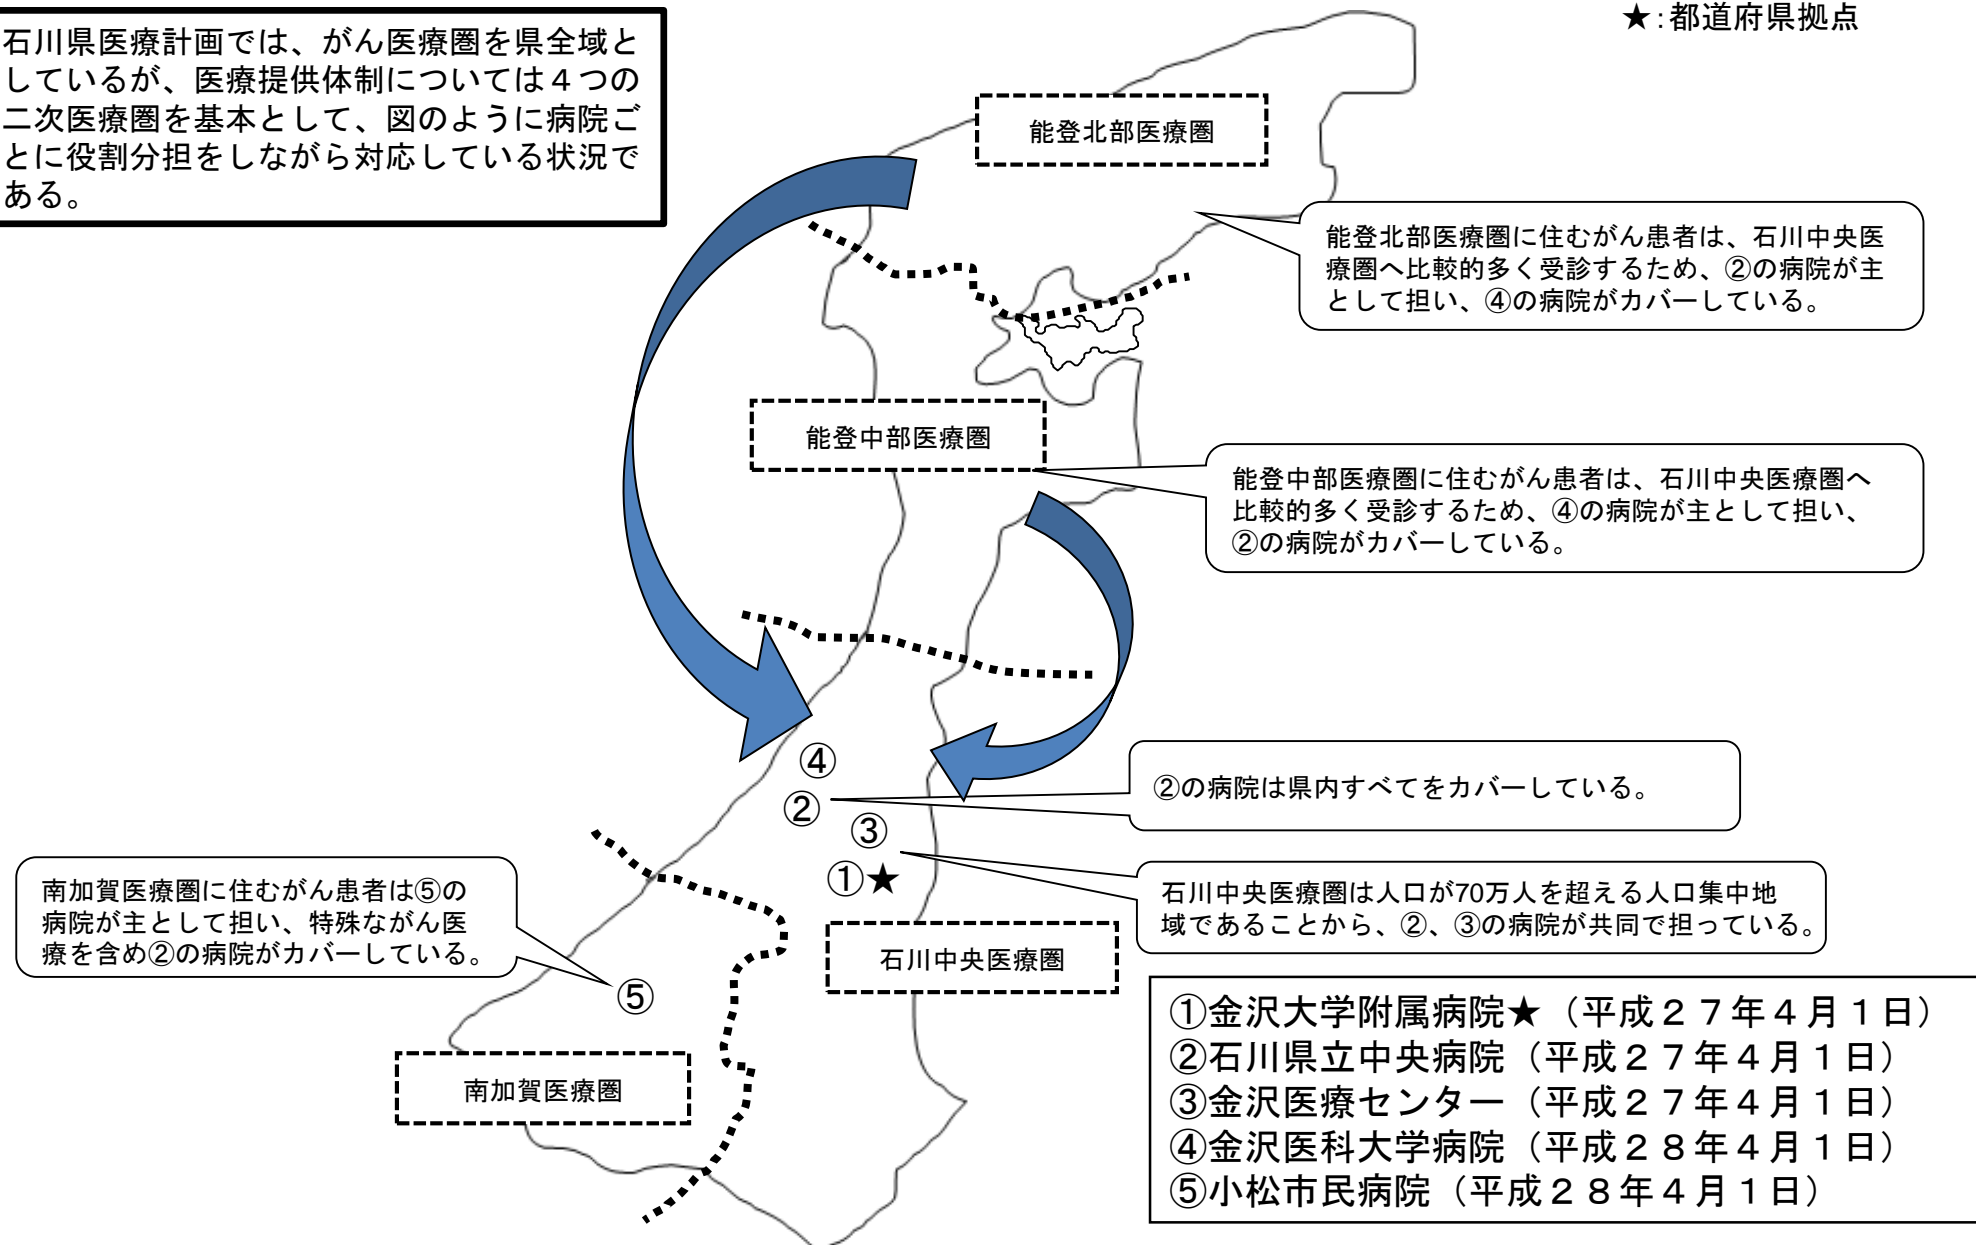 ★：都道府県拠点
石川県医療計画では、がん医療圏を県全域と
しているが、医療提供体制については４つの
二次医療圏を基本として、図のように病院ご
とに役割分担をしながら対応している状況で
ある。
能登北部医療圏
能登北部医療圏に住むがん患者は、石川中央医
療圏へ比較的多く受診するため、②の病院が主
として担い、④の病院がカバーしている。
能登中部医療圏
能登中部医療圏に住むがん患者は、石川中央医療圏へ
比較的多く受診するため、④の病院が主として担い、
②の病院がカバーしている。
④
②
③
①★
②の病院は県内すべてをカバーしている。
石川中央医療圏は人口が70万人を超える人口集中地
域であることから、②、③の病院が共同で担っている。
石川中央医療圏
南加賀医療圏に住むがん患者は⑤の
病院が主として担い、特殊ながん医
療を含め②の病院がカバーしている。
⑤
南加賀医療圏
①金沢大学附属病院★（平成２７年４月１日）
②石川県立中央病院（平成２７年４月１日）
③金沢医療センター（平成２７年４月１日）
④金沢医科大学病院（平成２８年４月１日）
⑤小松市民病院（平成２８年４月１日）